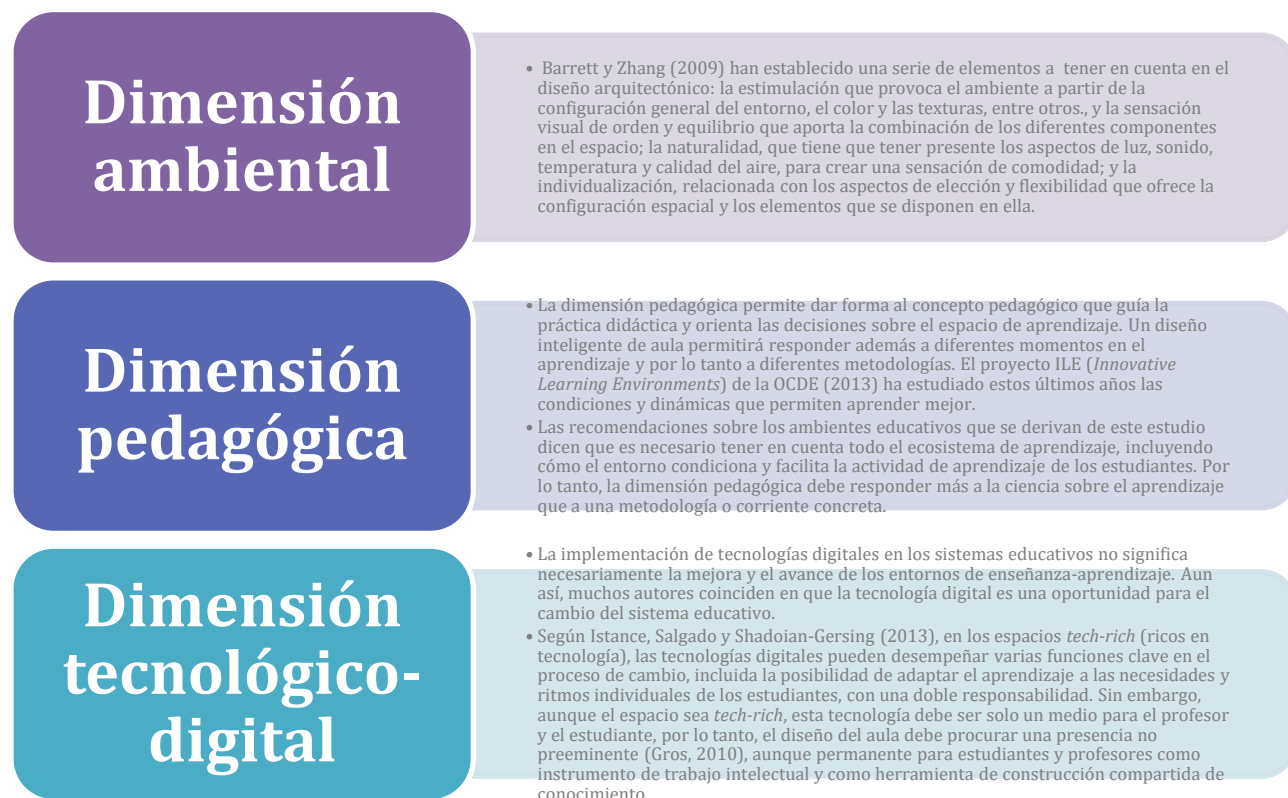 Dimensión
ambiental
• Barrett y Zhang (2009) han establecido una serie de elementos a tener en cuenta en el
diseño arquitectónico: la estimulación que provoca el ambiente a partir de la
configuración general del entorno, el color y las texturas, entre otros., y la sensación
visual de orden y equilibrio que aporta la combinación de los diferentes componentes
en el espacio; la naturalidad, que tiene que tener presente los aspectos de luz, sonido,
temperatura y calidad del aire, para crear una sensación de comodidad; y la
individualización, relacionada con los aspectos de elección y flexibilidad que ofrece la
configuración espacial y los elementos que se disponen en ella.
Dimensión
pedagógica
• La dimensión pedagógica permite dar forma al concepto pedagógico que guía la
práctica didáctica y orienta las decisiones sobre el espacio de aprendizaje. Un diseño
inteligente de aula permitirá responder además a diferentes momentos en el
aprendizaje y por lo tanto a diferentes metodologías. El proyecto ILE (Innovative
Learning Environments) de la OCDE (2013) ha estudiado estos últimos años las
condiciones y dinámicas que permiten aprender mejor.
• Las recomendaciones sobre los ambientes educativos que se derivan de este estudio
dicen que es necesario tener en cuenta todo el ecosistema de aprendizaje, incluyendo
cómo el entorno condiciona y facilita la actividad de aprendizaje de los estudiantes. Por
lo tanto, la dimensión pedagógica debe responder más a la ciencia sobre el aprendizaje
que a una metodología o corriente concreta.
Dimensión
tecnológico-
digital
• La implementación de tecnologías digitales en los sistemas educativos no significa
necesariamente la mejora y el avance de los entornos de enseñanza-aprendizaje. Aun
así, muchos autores coinciden en que la tecnología digital es una oportunidad para el
cambio del sistema educativo.
• Según Istance, Salgado y Shadoian-Gersing (2013), en los espacios tech-rich (ricos en
tecnología), las tecnologías digitales pueden desempeñar varias funciones clave en el
proceso de cambio, incluida la posibilidad de adaptar el aprendizaje a las necesidades y
ritmos individuales de los estudiantes, con una doble responsabilidad. Sin embargo,
aunque el espacio sea tech-rich, esta tecnología debe ser solo un medio para el profesor
y el estudiante, por lo tanto, el diseño del aula debe procurar una presencia no
preeminente (Gros, 2010), aunque permanente para estudiantes y profesores como
instrumento de trabajo intelectual y como herramienta de construcción compartida de
conocimiento